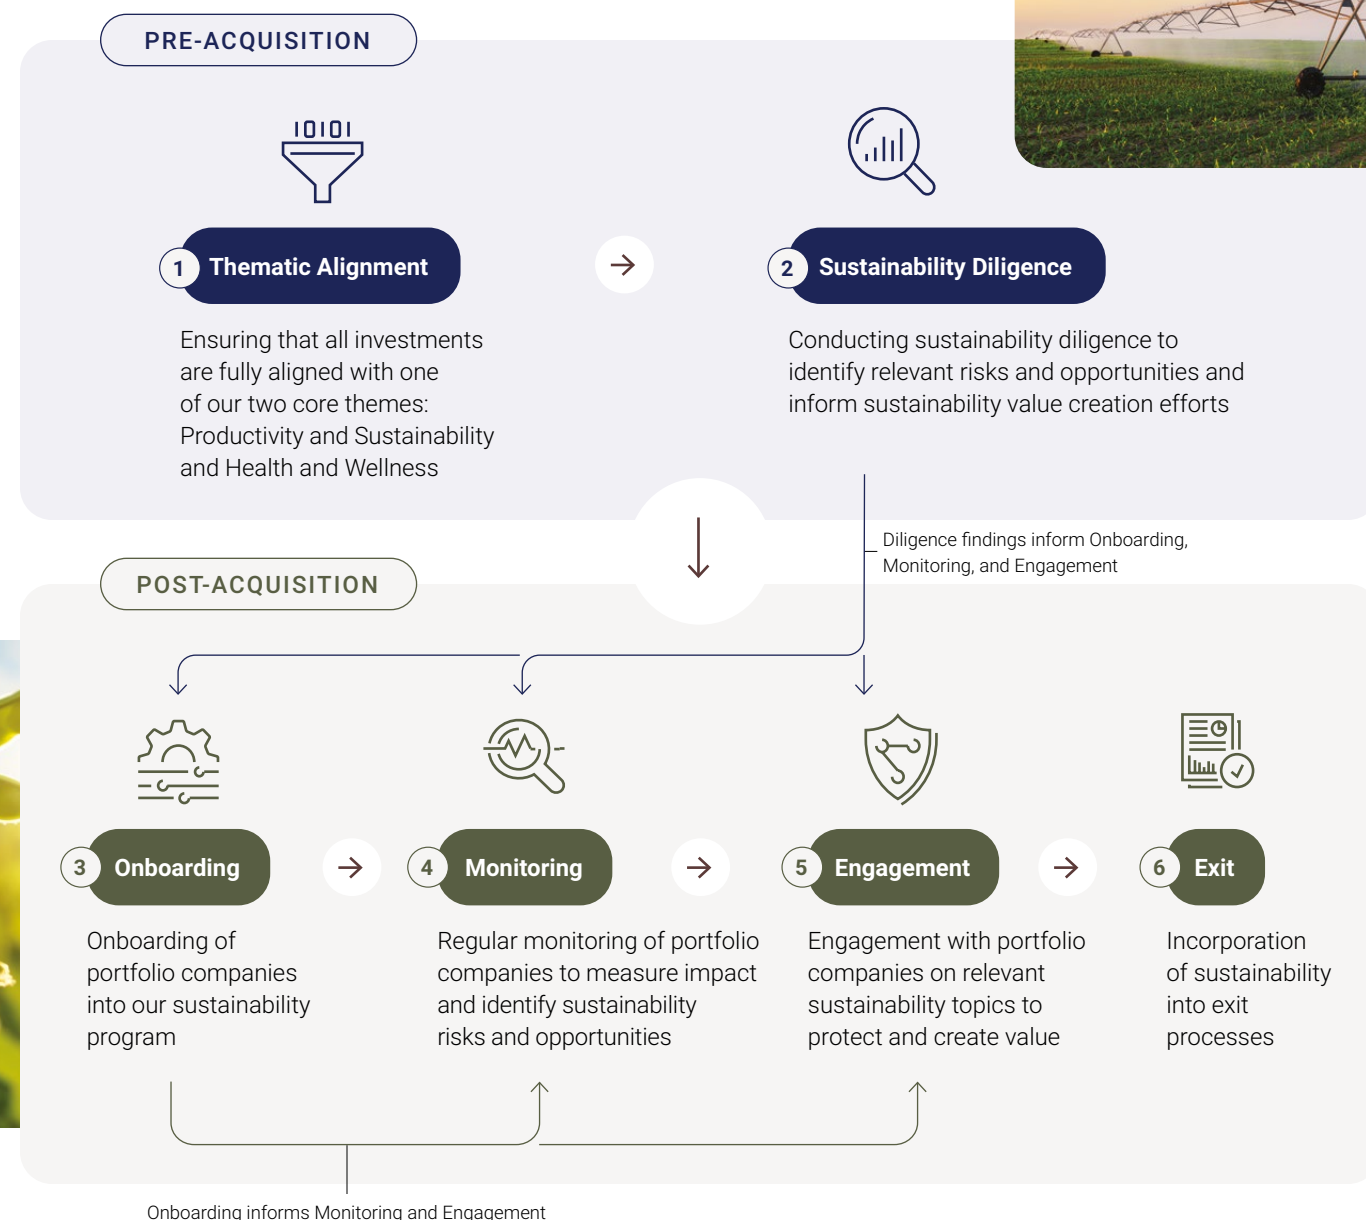 PRE-ACQUISITION
10101
1 Thematic Alignment
Ensuring that all investments
are fully aligned with one
of our two core themes:
Productivity and Sustainability
and Health and Wellness
2 Sustainability Diligence
Conducting sustainability diligence to
identify relevant risks and opportunities and
inform sustainability value creation efforts
Diligence findings inform Onboarding,
Monitoring, and Engagement
POST-ACQUISITION
3 Onboarding
Onboarding of
portfolio companies
into our sustainability
program
4 Monitoring
Regular monitoring of portfolio
companies to measure impact
and identify sustainability
risks and opportunities
5 Engagement
Engagement with portfolio
companies on relevant
sustainability topics to
protect and create value
6 Exit
Incorporation
of sustainability
into exit
processes
Onboarding informs Monitoring and Engagement